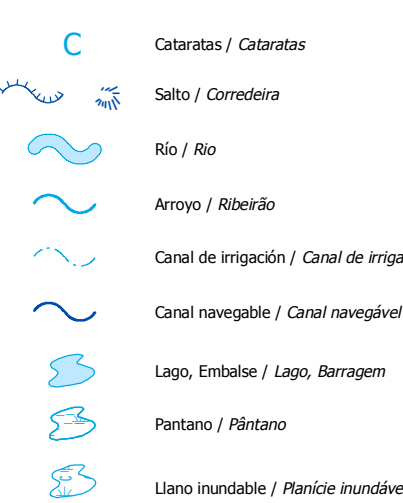 C Cataratas / Cataratas
Salto / Corredeira
Río / Rio
Arroyo / Ribeirão
Canal de irrigación / Canal de irriga
Canal navegable / Canal navegável
Lago, Embalse / Lago, Barragem
Pantano / Pântano
Llano inundable / Planície inundáve